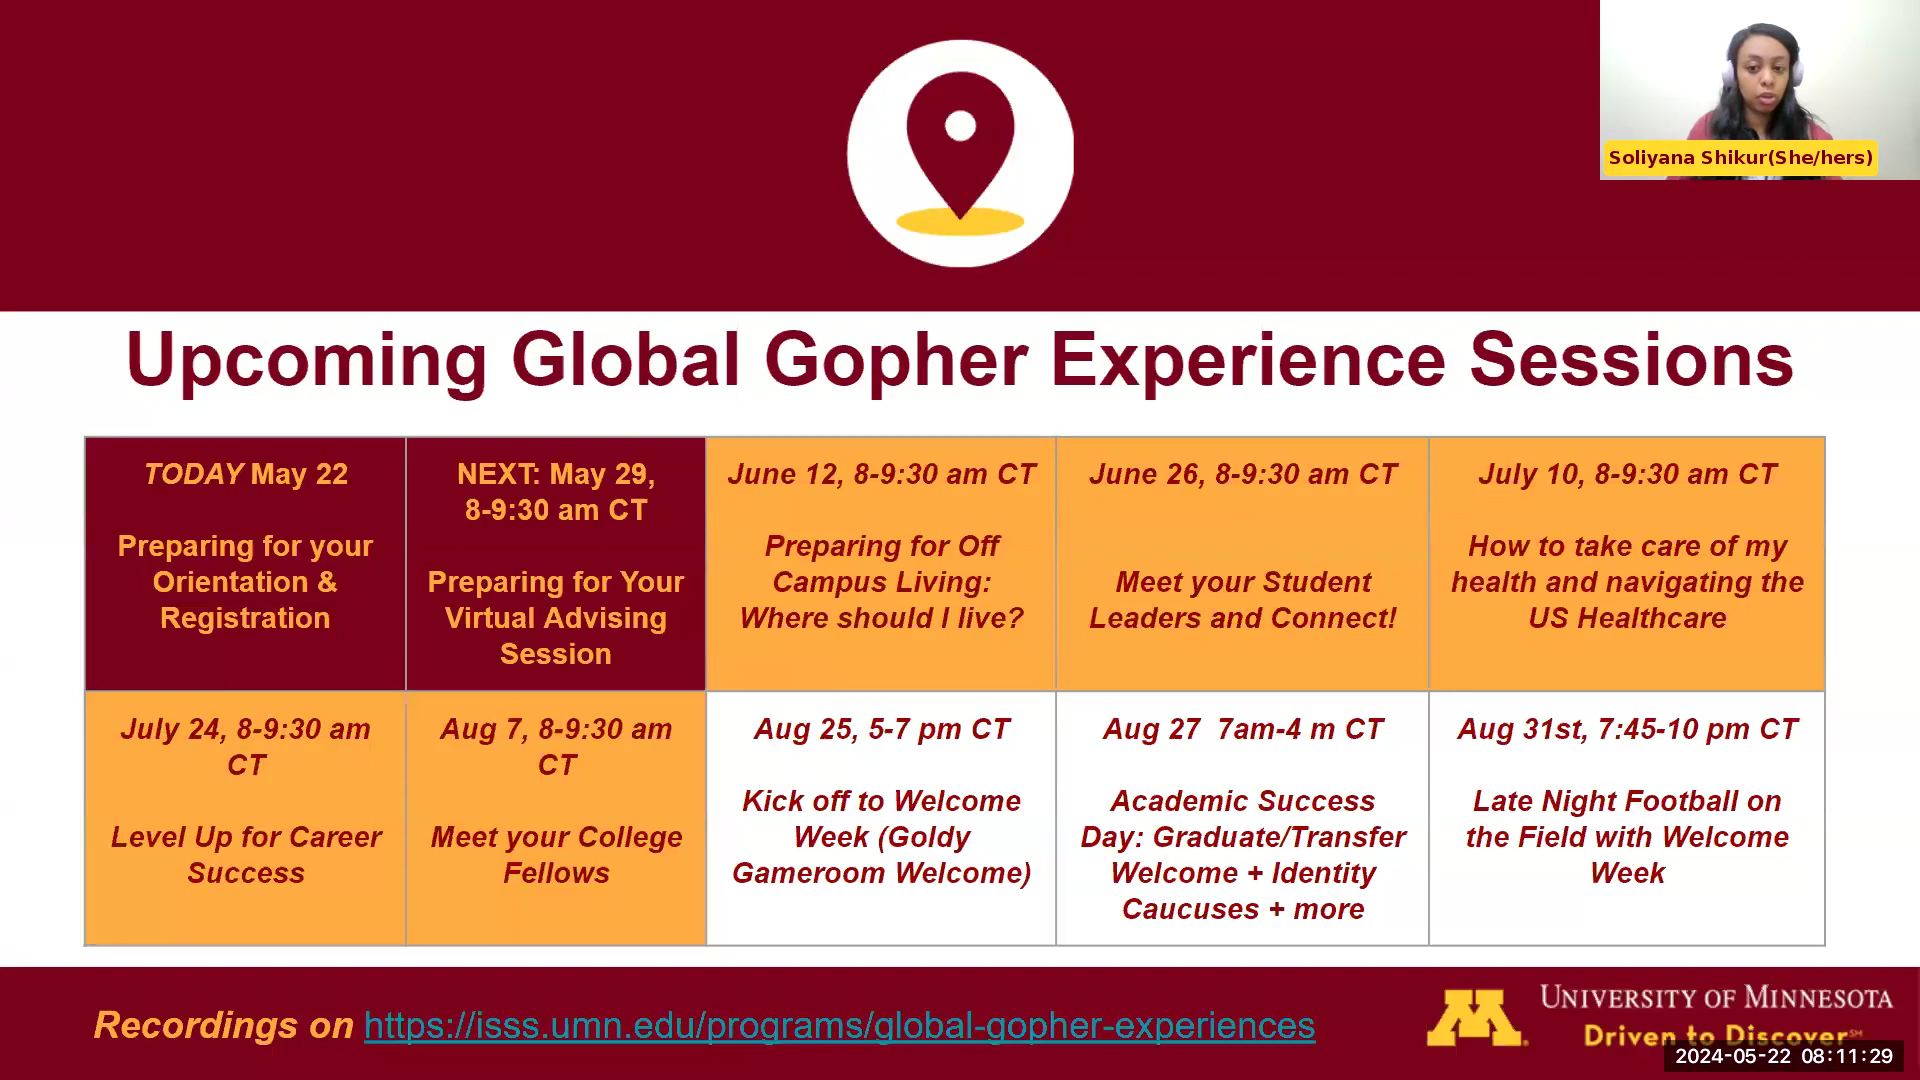 Soliyana Shikur(She/hers)
Upcoming Global Gopher Experience Sessions
TODAY May 22
Preparing for your
Orientation &
Registration
NEXT: May 29,
8-9:30 am CT
Preparing for Your
Virtual Advising
Session
June 12, 8-9:30 am CT
Preparing for Off
Campus Living:
Where should I live?
June 26, 8-9:30 am CT
Meet your Student
Leaders and Connect!
July 10, 8-9:30 am CT
How to take care of my
health and navigating the
US Healthcare
July 24, 8-9:30 am
CT
Level Up for Career
Success
Aug 7, 8-9:30 am
CT
Meet your College
Fellows
Aug 25, 5-7 pm CT
Kick off to Welcome
Week (Goldy
Gameroom Welcome)
Aug 27  7am-4 m CT
Academic Success
Day: Graduate/Transfer
Welcome + Identity
Caucuses + more
Aug 31st, 7:45-10 pm CT
Late Night Football on
the Field with Welcome
Week
Recordings on https://isss.umn.edu/programs/global-gopher-experiences
M
UNIVERSITY OF MINNESOTA
Driven to Discover℠
2024-05-22 08:11:29